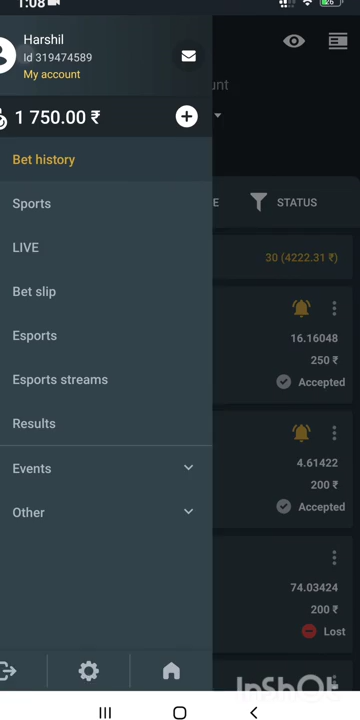 1:08
Harshil
Id 319474589
My account
1 750.00 ₹
Bet history
Sports
LIVE
Bet slip
Esports
Esports streams
Results
Events
Other
unt
E
STATUS
30 (4222.31 ₹)
16.16048
250 ₹
Accepted
4.61422
200 ₹
Accepted
74.03424
200 ₹
Lost
InShOt